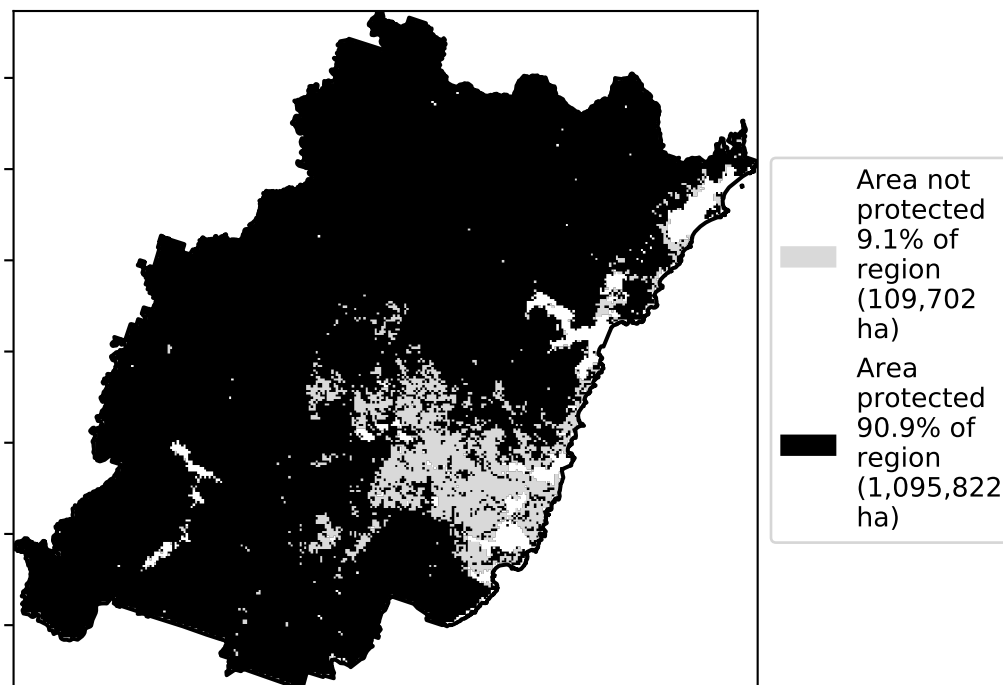 Area not
protected
9.1% of
region
(109,702
ha)
Area
protected
90.9% of
region
(1,095,822
ha)